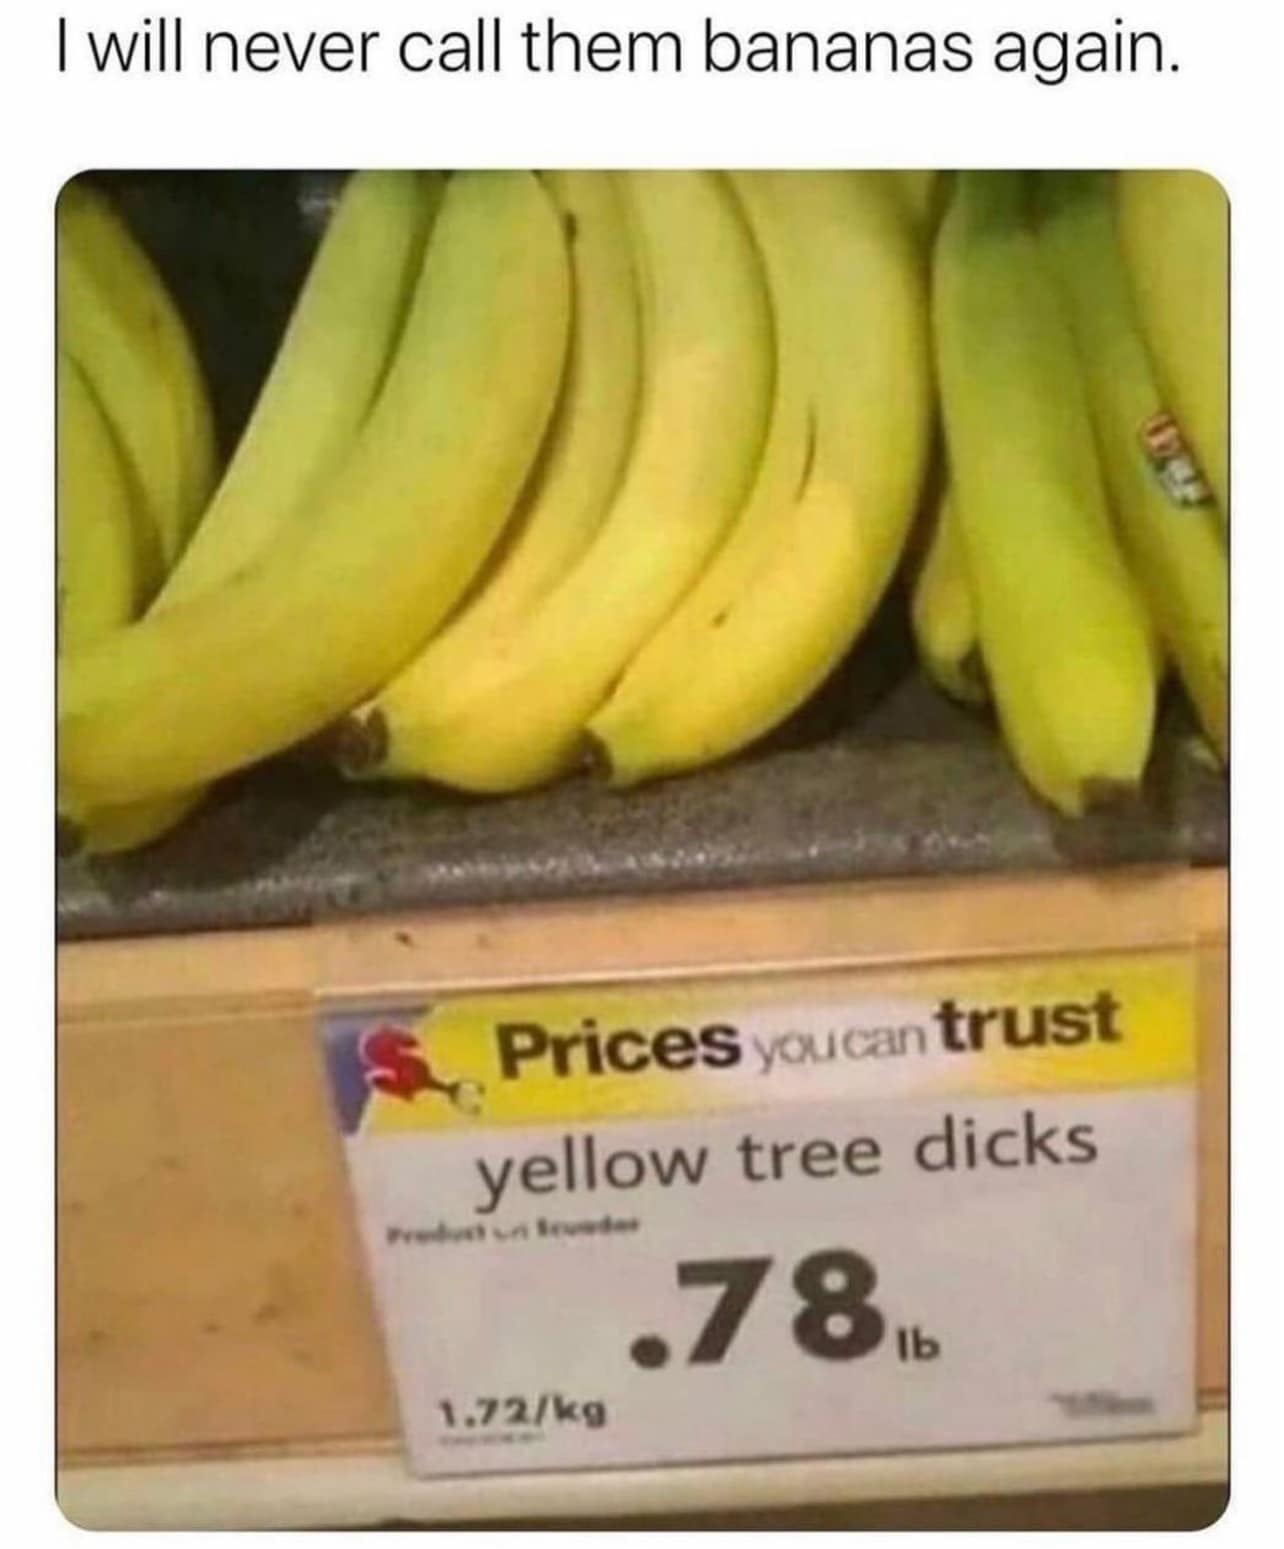 I will never call them bananas again.
Prices you can trust
yellow tree dicks
.78 lb
1.72/kg